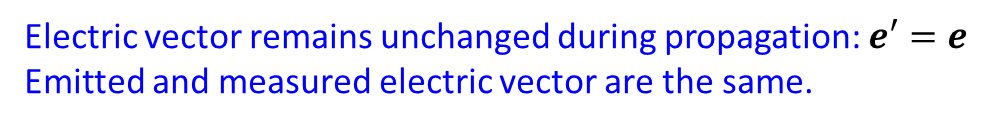 Electric vector remains unchanged during propagation: e′ = e
Emitted and measured electric vector are the same.